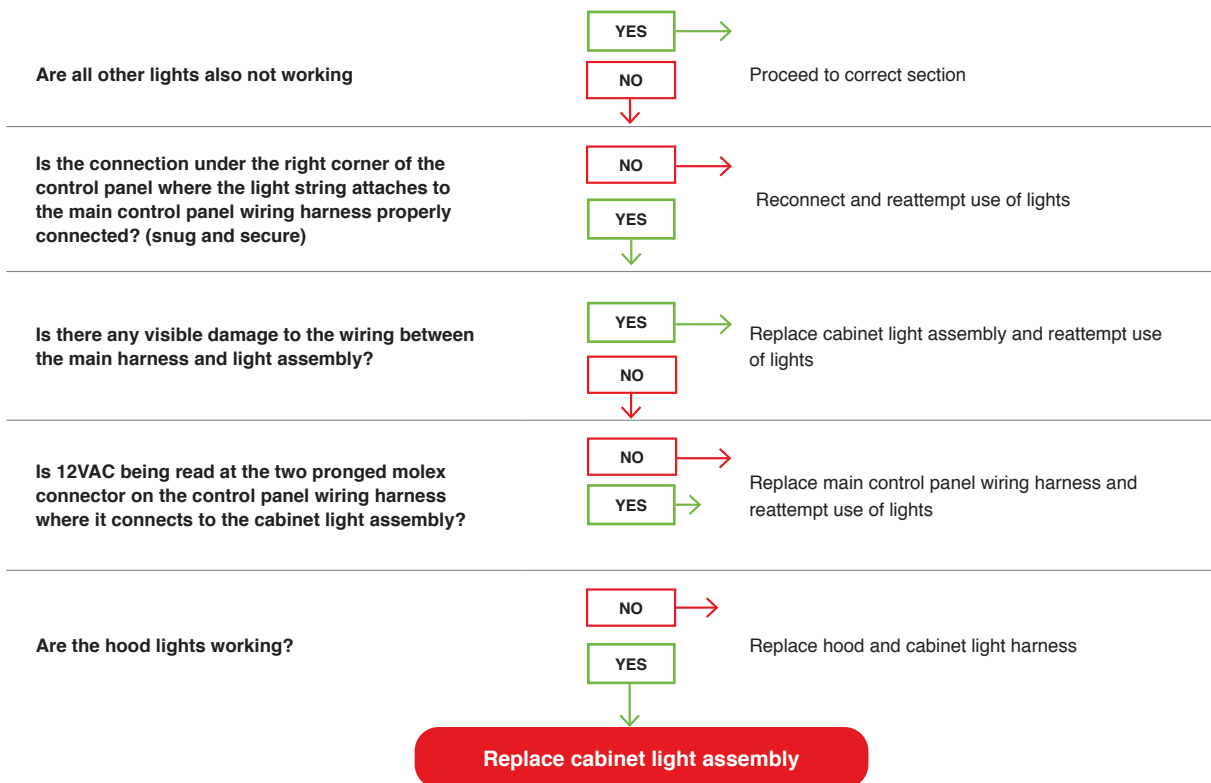 YES
Are all other lights also not working
NO
Proceed to correct section
Is the connection under the right corner of the
control panel where the light string attaches to
the main control panel wiring harness properly
connected? (snug and secure)
NO
YES
Reconnect and reattempt use of lights
Is there any visible damage to the wiring between
the main harness and light assembly?
YES
NO
Replace cabinet light assembly and reattempt use
of lights
Is 12VAC being read at the two pronged molex
connector on the control panel wiring harness
where it connects to the cabinet light assembly?
NO
YES
Replace main control panel wiring harness and
reattempt use of lights
Are the hood lights working?
NO
YES
Replace hood and cabinet light harness
Replace cabinet light assembly